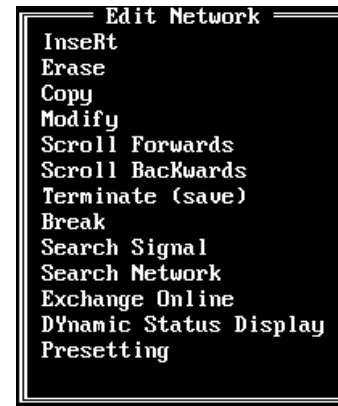 Edit Network
InseRt
Erase
Copy
Modify
Scroll Forwards
Scroll BacKwards
Terminate (save)
Break
Search Signal
Search Network
Exchange Online
DYnamic Status Display
Presetting